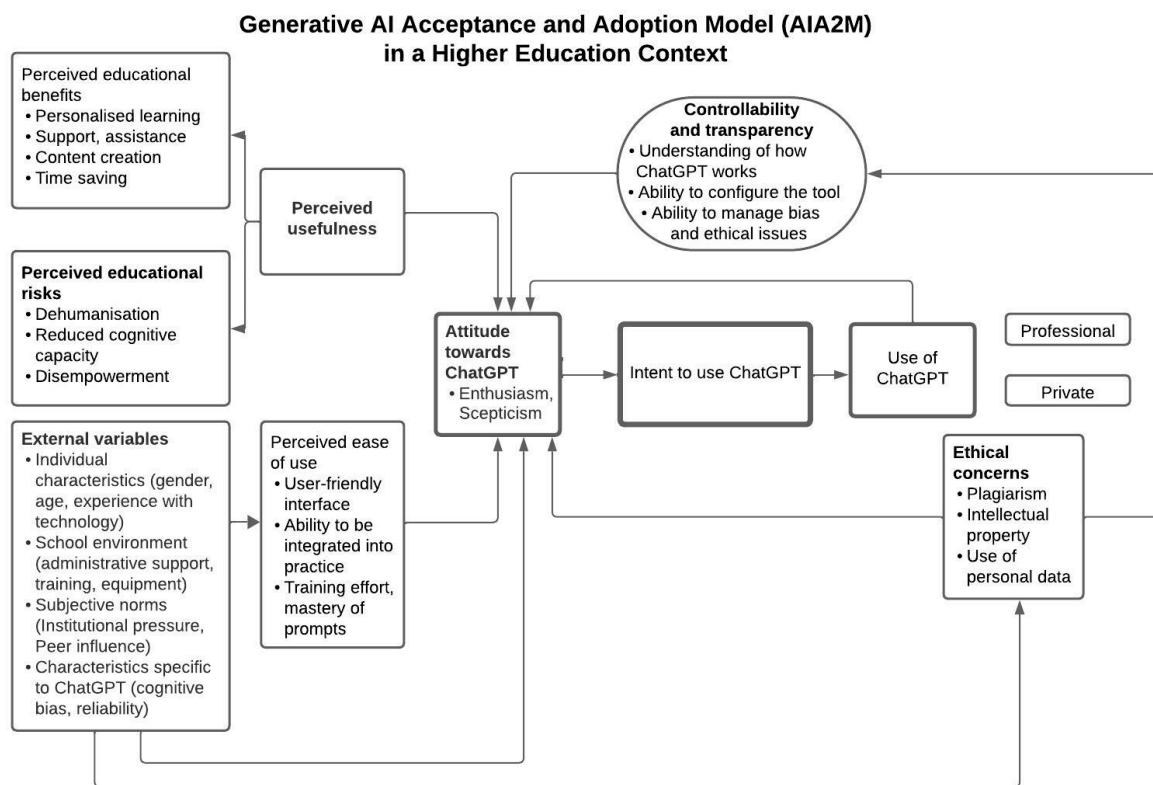 Generative AI Acceptance and Adoption Model (AIA2M)
in a Higher Education Context
Perceived educational
benefits
• Personalised learning
• Support, assistance
• Content creation
• Time saving
Perceived
usefulness
Controllability
and transparency
• Understanding of how
ChatGPT works
• Ability to configure the tool
• Ability to manage bias
and ethical issues
Perceived educational
risks
• Dehumanisation
• Reduced cognitive
capacity
• Disempowerment
Attitude
towards
ChatGPT
• Enthusiasm,
Scepticism
Intent to use ChatGPT
Use of
ChatGPT
Professional
Private
External variables
• Individual
characteristics (gender,
age, experience with
technology)
• School environment
(administrative support,
training, equipment)
• Subjective norms
(Institutional pressure,
Peer influence)
• Characteristics specific
to ChatGPT (cognitive
bias, reliability)
Perceived ease
of use
• User-friendly
interface
• Ability to be
integrated into
practice
• Training effort,
mastery of
prompts
Ethical
concerns
• Plagiarism
• Intellectual
property
• Use of
personal data